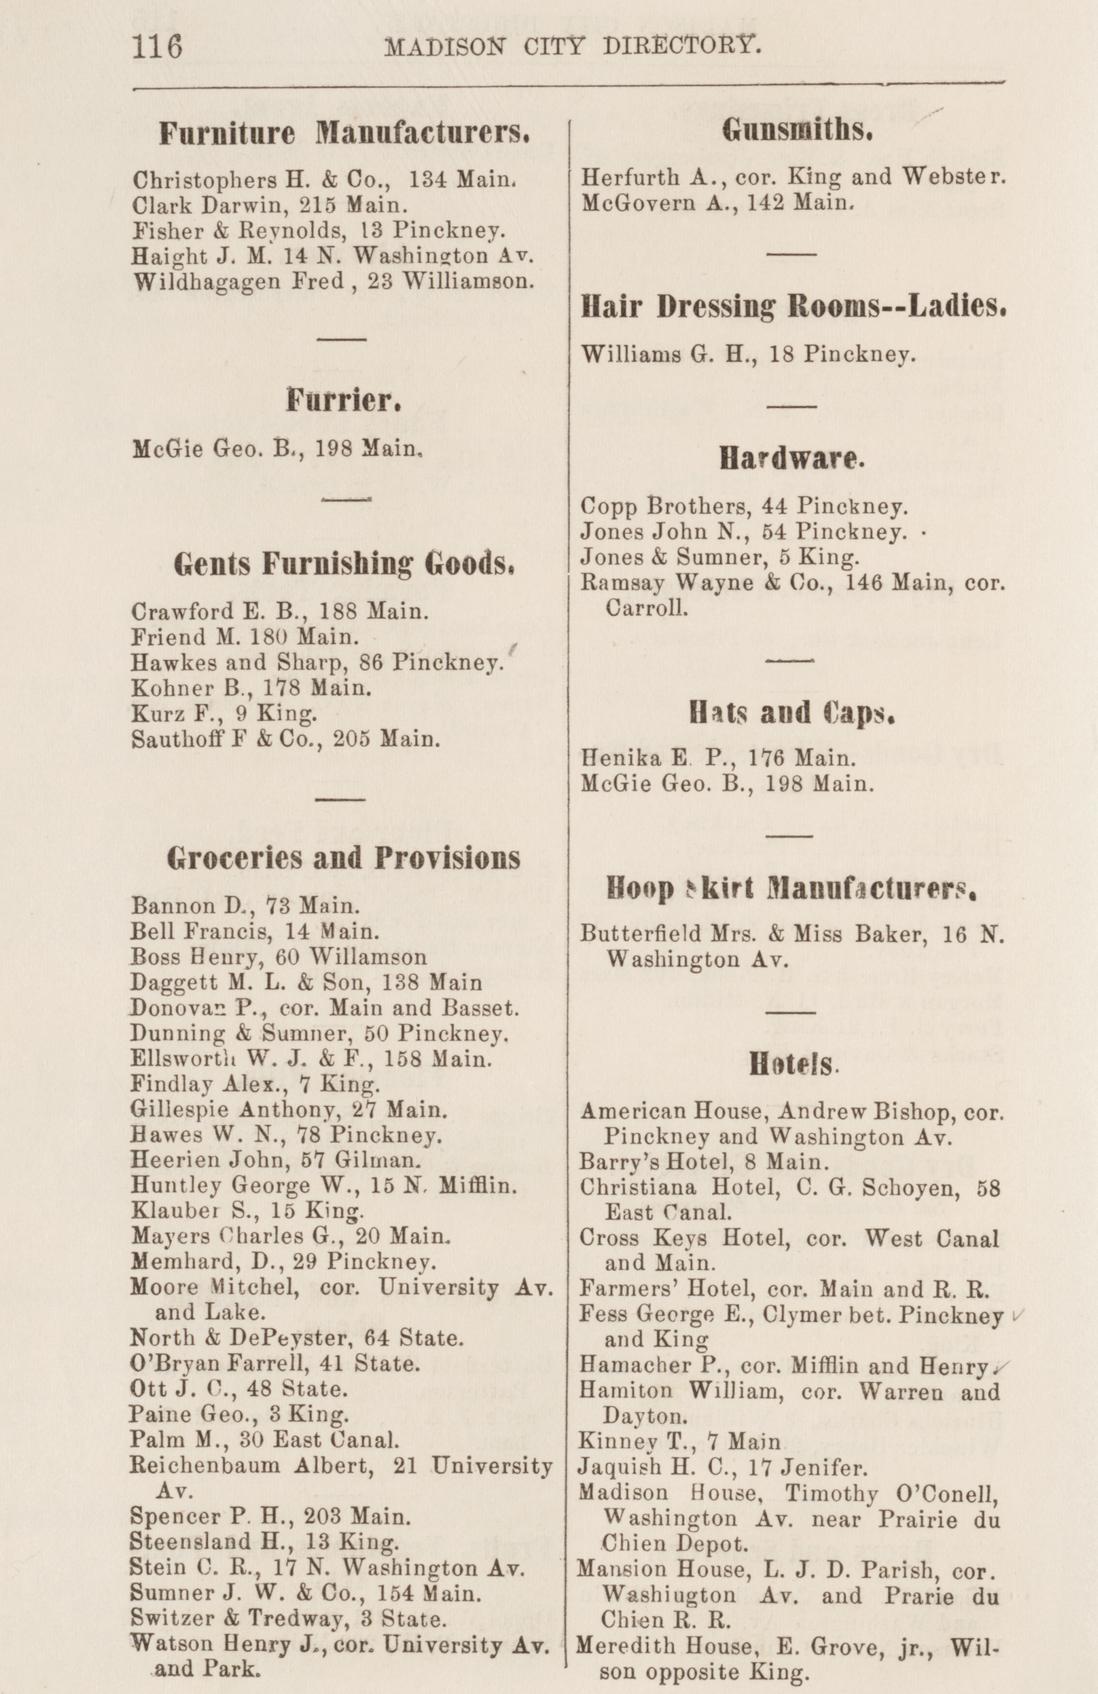 116
MADISON CITY DIRECTORY.
Furniture Manufacturers.
Christophers H. & Co., 134 Main.
Clark Darwin, 215 Main.
Fisher & Reynolds, 13 Pinckney.
Haight J. M. 14 N. Washington Av.
Wildhagagen Fred , 23 Williamson.
Furrier.
McGie Geo. B., 198 Main.
Gents Furnishing Goods.
Crawford E. B., 188 Main.
Friend M. 180 Main.
Hawkes and Sharp, 86 Pinckney.
Kohner B., 178 Main.
Kurz F., 9 King.
Sauthoff F & Co., 205 Main.
Groceries and Provisions
Bannon D., 73 Main.
Bell Francis, 14 Main.
Boss Henry, 60 Willamson
Daggett M. L. & Son, 138 Main
Donovan P., cor. Main and Basset.
Dunning & Sumner, 50 Pinckney.
Ellsworth W. J. & F., 158 Main.
Findlay Alex., 7 King.
Gillespie Anthony, 27 Main.
Hawes W. N., 78 Pinckney.
Heerien John, 57 Gilman.
Huntley George W., 15 N. Mifflin.
Klauber S., 15 King.
Mayers Charles G., 20 Main.
Memhard, D., 29 Pinckney.
Moore Mitchel, cor. University Av.
and Lake.
North & DePeyster, 64 State.
O'Bryan Farrell, 41 State.
Ott J. C., 48 State.
Paine Geo., 3 King.
Palm M., 30 East Canal.
Reichenbaum Albert, 21 University
Av.
Spencer P. H., 203 Main.
Steensland H., 13 King.
Stein C. R., 17 N. Washington Av.
Sumner J. W. & Co., 154 Main.
Switzer & Tredway, 3 State.
Watson Henry J., cor. University Av.
and Park.
Gunsmiths.
Herfurth A., cor. King and Webster.
McGovern A., 142 Main.
Hair Dressing Rooms--Ladies.
Williams G. H., 18 Pinckney.
Hardware.
Copp Brothers, 44 Pinckney.
Jones John N., 54 Pinckney.
Jones & Sumner, 5 King.
Ramsay Wayne & Co., 146 Main, cor.
Carroll.
Hats and Caps.
Henika E. P., 176 Main.
McGie Geo. B., 198 Main.
Hoop Skirt Manufacturers.
Butterfield Mrs. & Miss Baker, 16 N.
Washington Av.
Hotels.
American House, Andrew Bishop, cor.
Pinckney and Washington Av.
Barry's Hotel, 8 Main.
Christiana Hotel, C. G. Schoyen, 58
East Canal.
Cross Keys Hotel, cor. West Canal
and Main.
Farmers' Hotel, cor. Main and R. R.
Fess George E., Clymer bet. Pinckney
and King
Hamacher P., cor. Mifflin and Henry.
Hamiton William, cor. Warren and
Dayton.
Kinney T., 7 Main
Jaquish H. C., 17 Jenifer.
Madison House, Timothy O'Conell,
Washington Av. near Prairie du
Chien Depot.
Mansion House, L. J. D. Parish, cor.
Washiugton Av. and Prarie du
Chien R. R.
Meredith House, E. Grove, jr., Wil-
son opposite King.